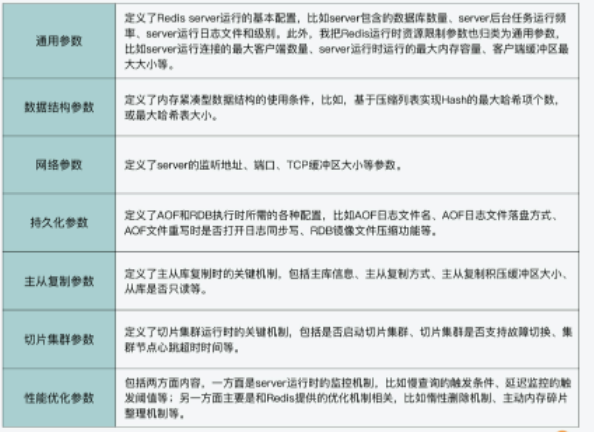 通用参数
定义了Redis server运行的基本配置，比如server包含的数据库数量、server后台任务运行频
率、server运行日志文件和级别。此外，我把Redis运行时资源限制参数也归类为通用参数，
比如server运行连接的最大客户端数量、server运行时运行的最大内存容量、客户端缓冲区最
大大小等。
数据结构参数
定义了内存紧凑型数据结构的使用条件，比如，基于压缩列表实现Hash的最大哈希项个数，
或最大哈希表大小。
网络参数
定义了server的监听地址、端口、TCP缓冲区大小等参数。
持久化参数
定义了AOF和RDB执行时所需的各种配置，比如AOF日志文件名、AOF日志文件落盘方式、
AOF文件重写时是否打开日志同步写、RDB镜像文件压缩功能等。
主从复制参数
定义了主从库复制时的关键机制，包括主库信息、主从复制方式、主从复制积压缓冲区大小、
从库是否只读等。
切片集群参数
定义了切片集群运行时的关键机制，包括是否启动切片集群、切片集群是否支持故障切换、集
群节点心跳超时时间等。
性能优化参数
包括两方面内容，一方面是server运行时的监控机制，比如慢查询的触发条件、延迟监控的触
发阈值等；另一方面主要是和Redis提供的优化机制相关，比如惰性删除机制、主动内存碎片
整理机制等。